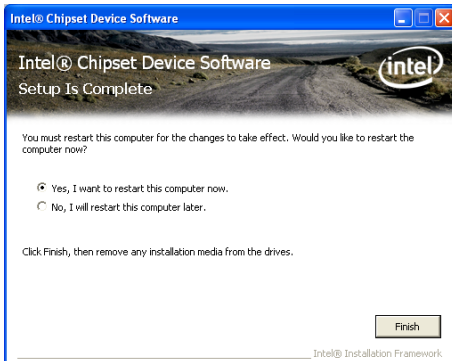 Intel® Chipset Device Software
Intel® Chipset Device Software
Setup Is Complete
intel
You must restart this computer for the changes to take effect. Would you like to restart the
computer now?
Yes, I want to restart this computer now.
No, I will restart this computer later.
Click Finish, then remove any installation media from the drives.
Finish
Intel® Installation Framework